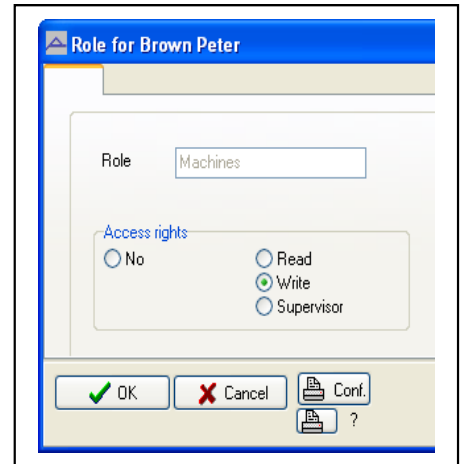 Role for Brown Peter
Role Machines
Access rights
No Read
Write
Supervisor
OK Cancel Conf.
?